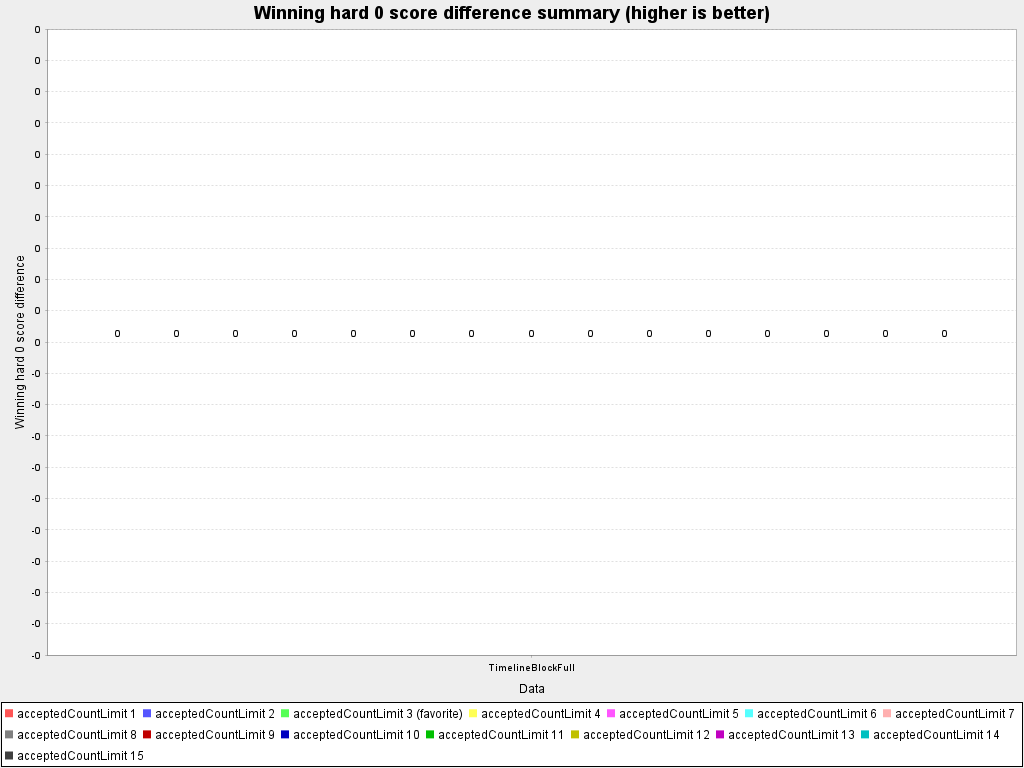 Winning hard 0 score difference summary (higher is better)
0
0
0
0
0
0
0
0
0
0
0
-0
-0
-0
-0
-0
-0
-0
-0
-0
-0
Winning hard 0 score difference
0 0 0 0 0 0 0 0 0 0 0 0 0 0 0
TimelineBlockFull
Data
acceptedCountLimit 1 acceptedCountLimit 2 acceptedCountLimit 3 (favorite) acceptedCountLimit 4 acceptedCountLimit 5 acceptedCountLimit 6 acceptedCountLimit 7
acceptedCountLimit 8 acceptedCountLimit 9 acceptedCountLimit 10 acceptedCountLimit 11 acceptedCountLimit 12 acceptedCountLimit 13 acceptedCountLimit 14
acceptedCountLimit 15